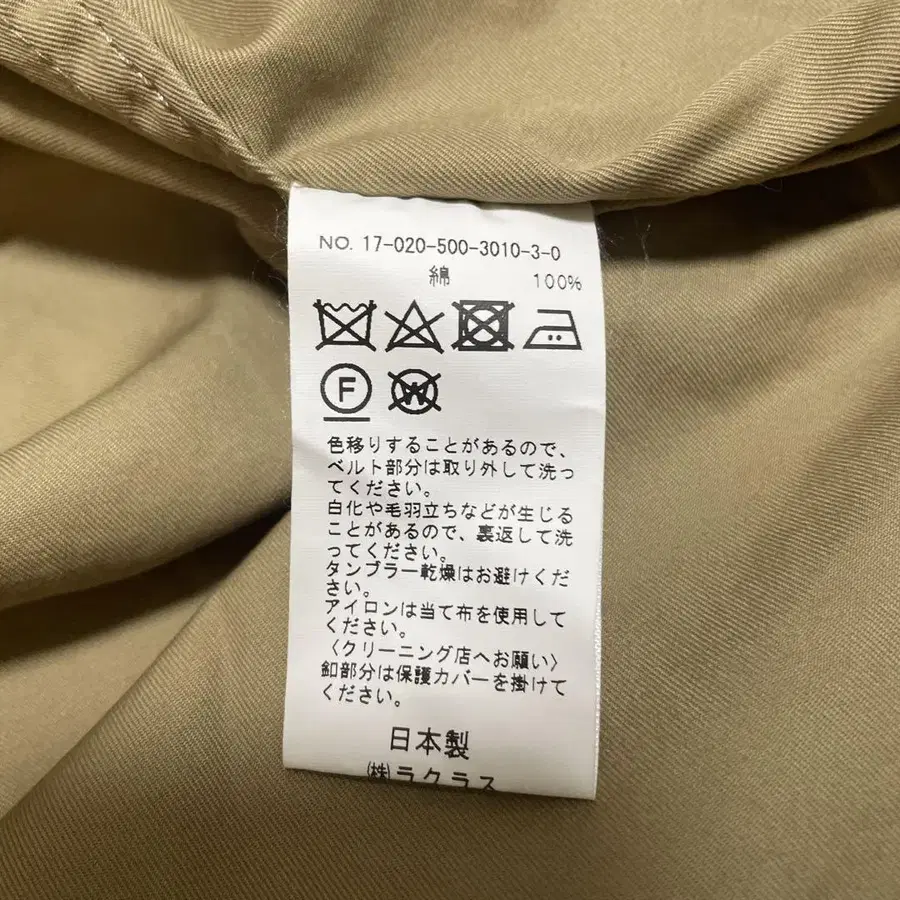 NO. 17-020-500-3010-3-0
綿 100%
F W
色移りすることがあるので、
ベルト部分は取り外して洗っ
てください。
白化や毛羽立ちなどが生じる
ことがあるので、裏返して洗
ってください。
タンブラー乾燥はお避けくだ
さい。
アイロンは当て布を使用して
ください。
〈クリーニング店へお願い〉
釦部分は保護カバーを掛けて
ください。
日本製
㈱ラクラス